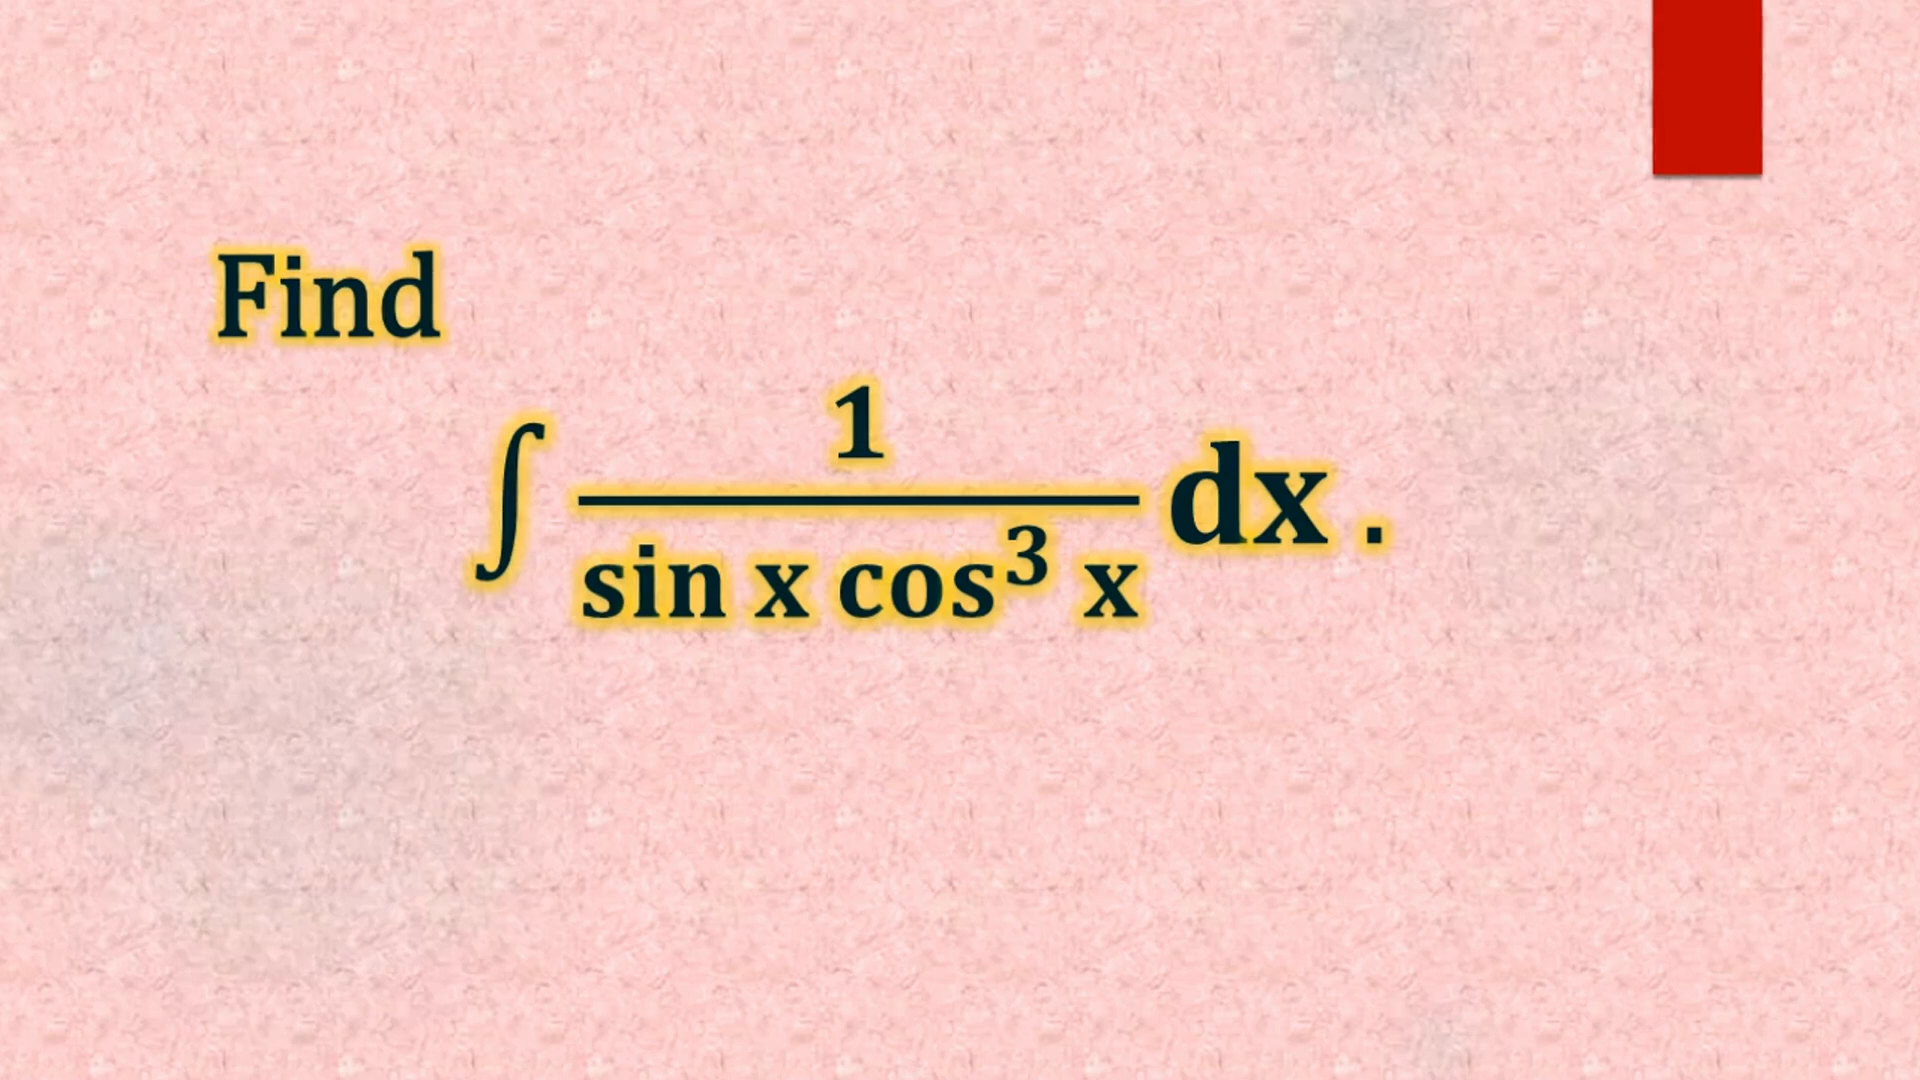 Find
∫ 1/(sin x cos³ x) dx .